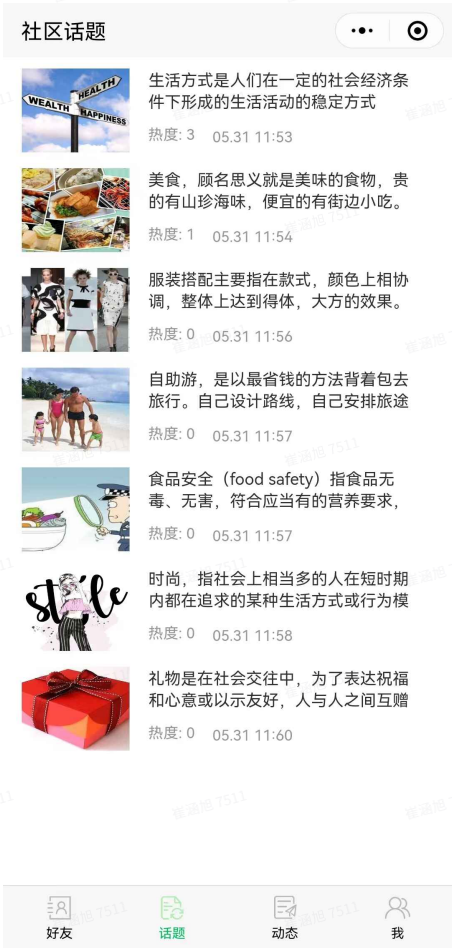 社区话题
HEALTH
WEALTH
HAPPINESS
生活方式是人们在一定的社会经济条
件下形成的生活活动的稳定方式
热度: 3 05.31 11:53
美食，顾名思义就是美味的食物，贵
的有山珍海味，便宜的有街边小吃。
热度: 1 05.31 11:54
服装搭配主要指在款式，颜色上相协
调，整体上达到得体，大方的效果。
热度: 0 05.31 11:56
自助游，是以最省钱的方法背着包去
旅行。自己设计路线，自己安排旅途
热度: 0 05.31 11:57
食品安全（food safety）指食品无
毒、无害，符合应当有的营养要求，
热度: 0 05.31 11:57
style
时尚，指社会上相当多的人在短时期
内都在追求的某种生活方式或行为模
热度: 0 05.31 11:58
礼物是在社会交往中，为了表达祝福
和心意或以示友好，人与人之间互赠
热度: 0 05.31 11:60
崔涵旭 7511
好友 话题 动态 我